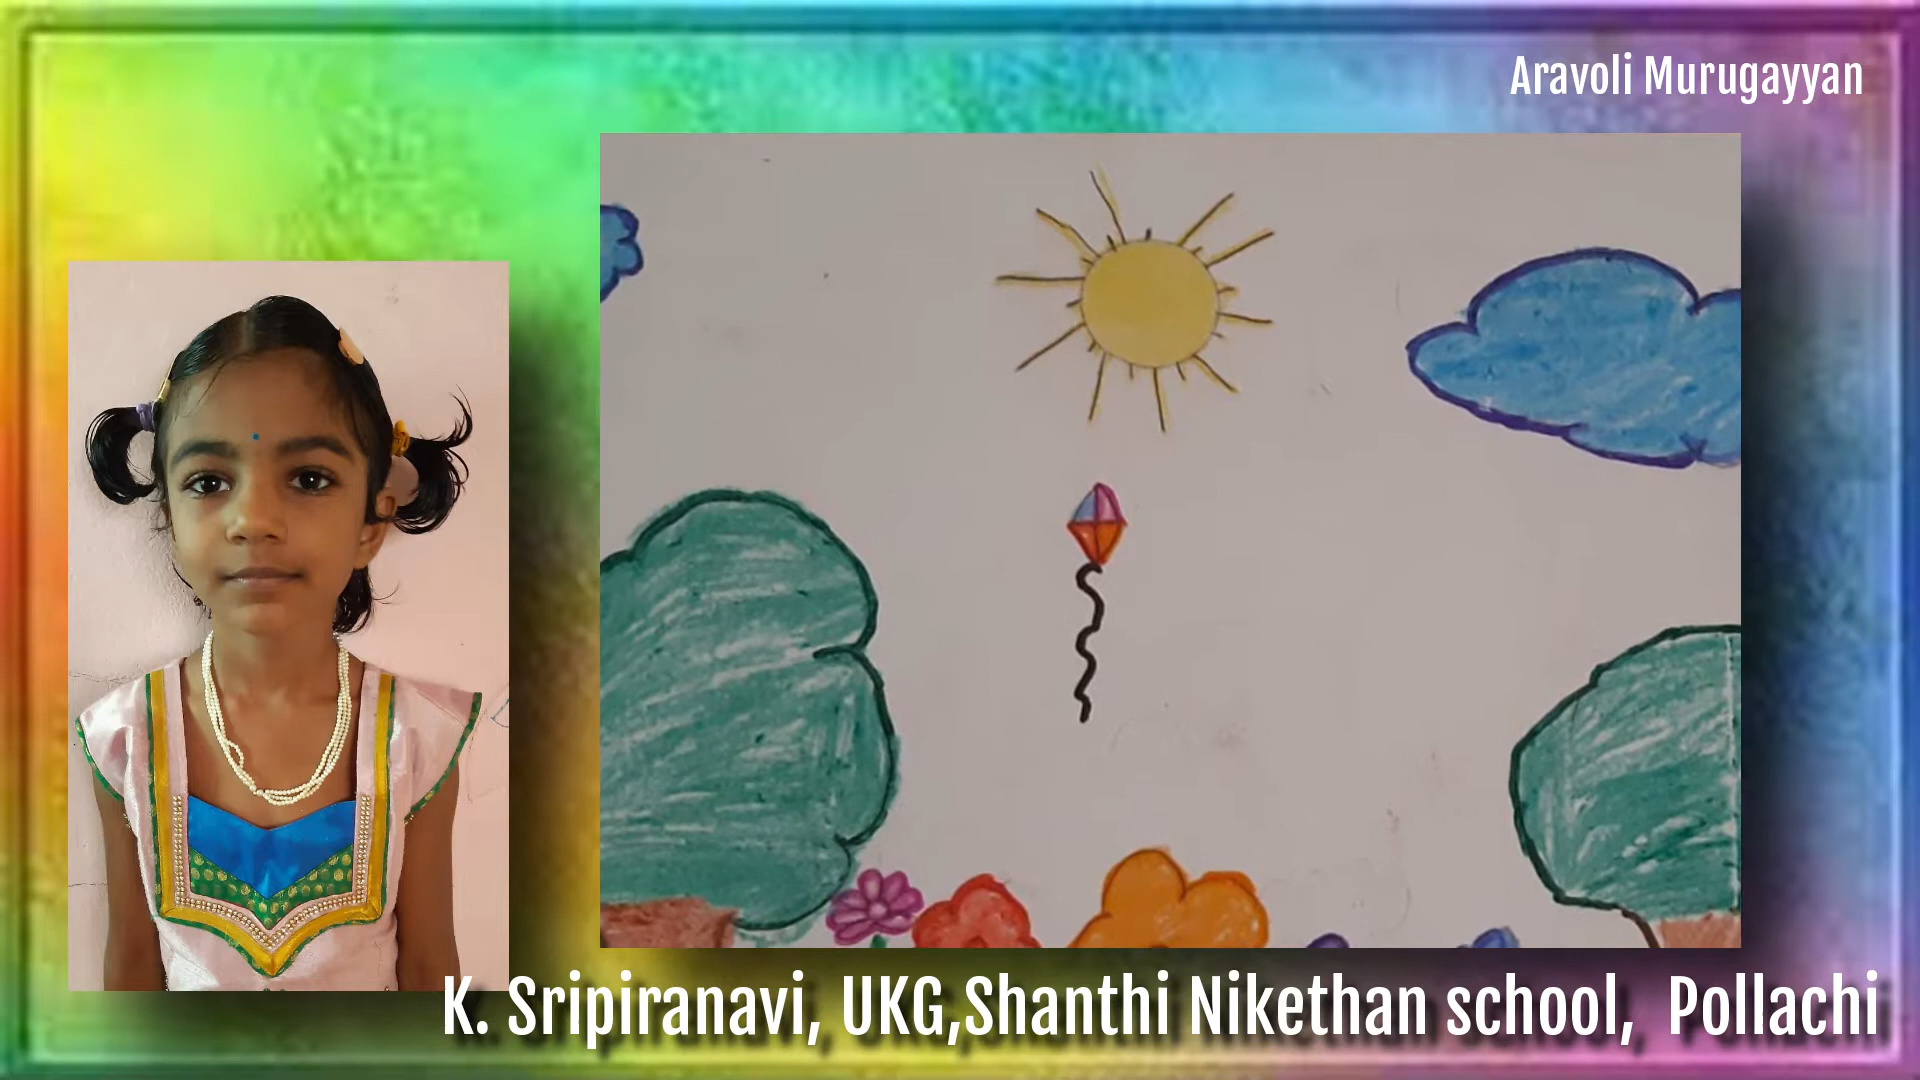 Aravoli Murugayyan
K. Sripiranavi, UKG,Shanthi Nikethan school, Pollachi